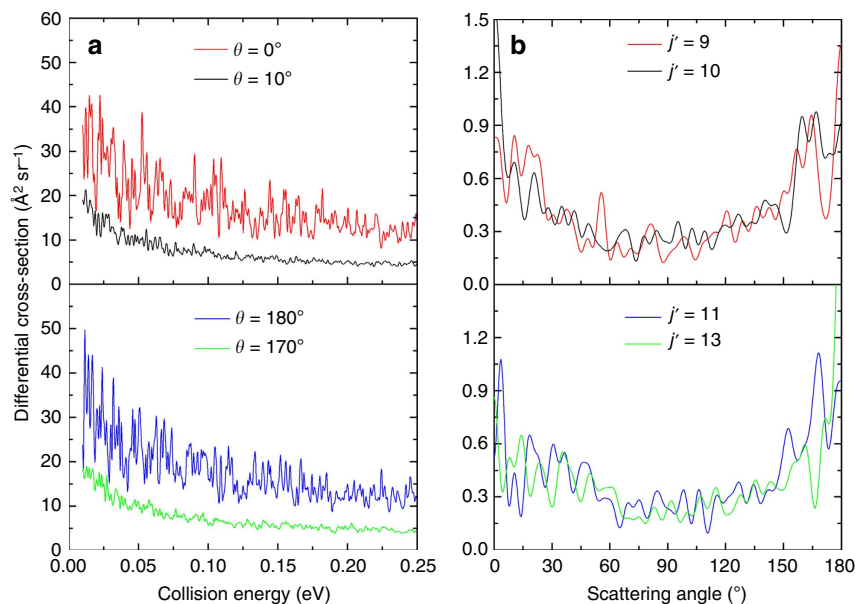 a
θ = 0°
θ = 10°
60
50
40
30
20
10
0
θ = 180°
θ = 170°
50
40
30
20
10
0
0.00 0.05 0.10 0.15 0.20 0.25
Collision energy (eV)
Differential cross-section (Å² sr⁻¹)
b
j′ = 9
j′ = 10
1.5
1.2
0.9
0.6
0.3
0.0
j′ = 11
j′ = 13
1.2
0.9
0.6
0.3
0.0
0 30 60 90 120 150 180
Scattering angle (°)